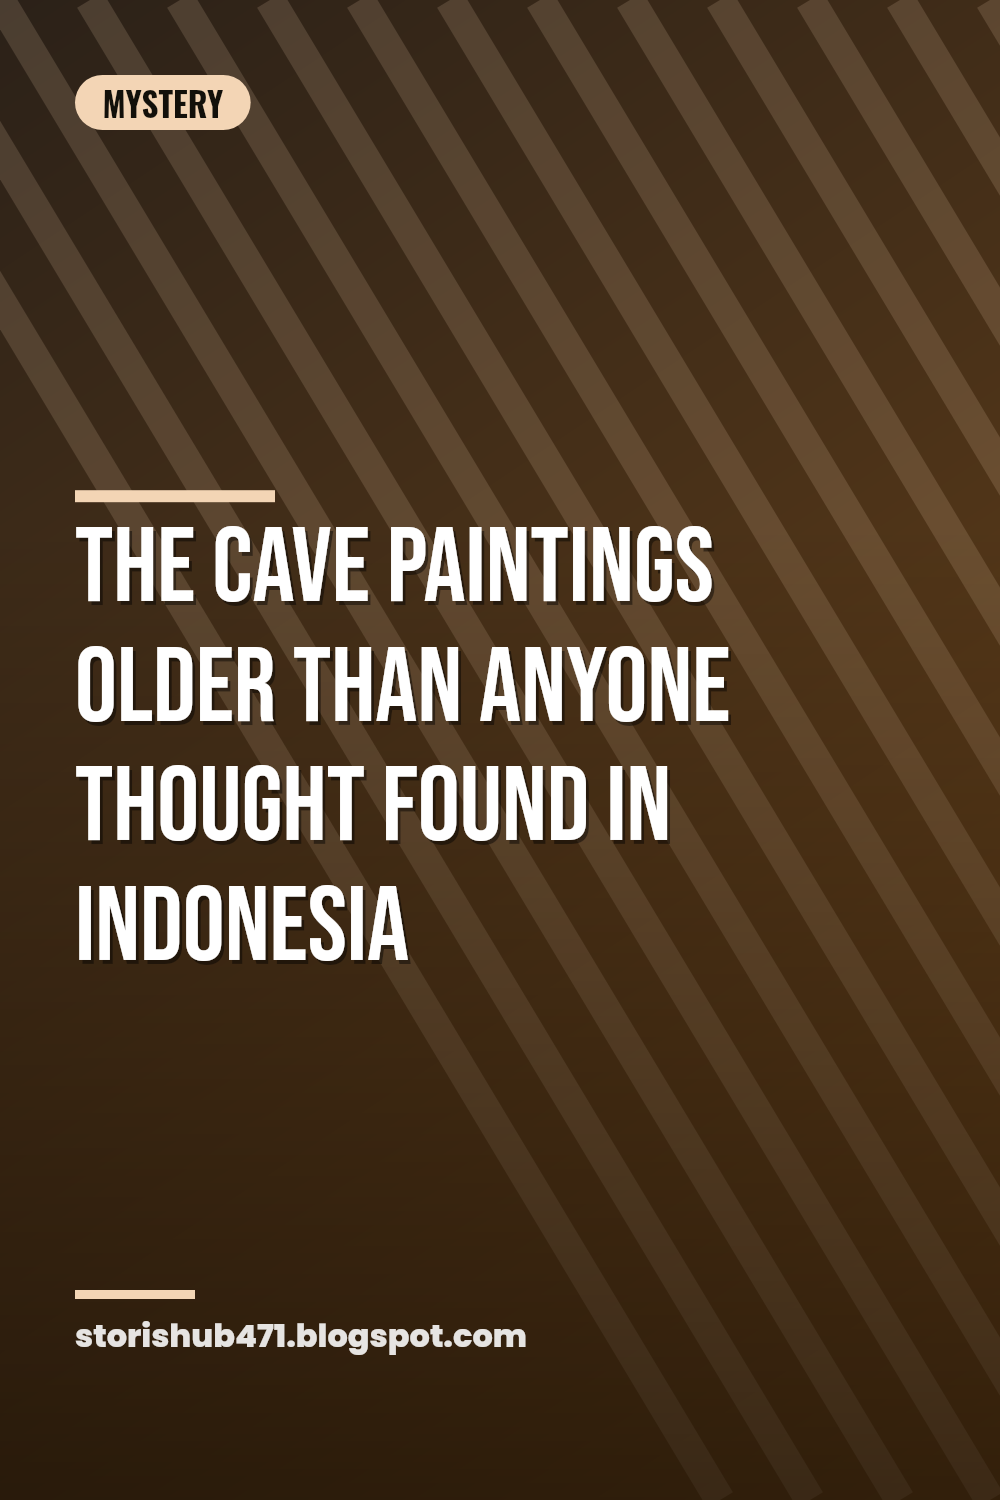 MYSTERY
THE CAVE PAINTINGS
OLDER THAN ANYONE
THOUGHT FOUND IN
INDONESIA
storishub471.blogspot.com